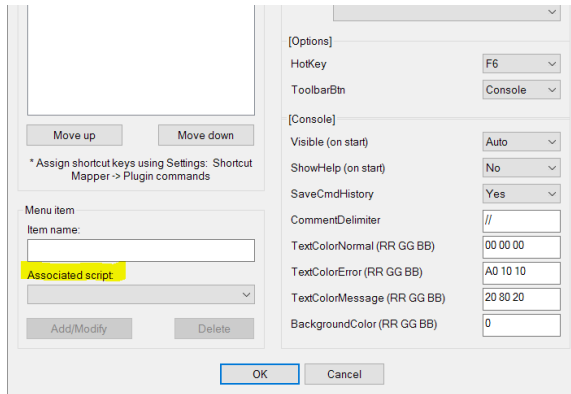 Move up
Move down
* Assign shortcut keys using Settings: Shortcut
Mapper -> Plugin commands
Menu item
Item name:
Associated script:
Add/Modify
Delete
[Options]
HotKey
F6
ToolbarBtn
Console
[Console]
Visible (on start)
Auto
ShowHelp (on start)
No
SaveCmdHistory
Yes
CommentDelimiter
//
TextColorNormal (RR GG BB)
00 00 00
TextColorError (RR GG BB)
A0 10 10
TextColorMessage (RR GG BB)
20 80 20
BackgroundColor (RR GG BB)
0
OK
Cancel